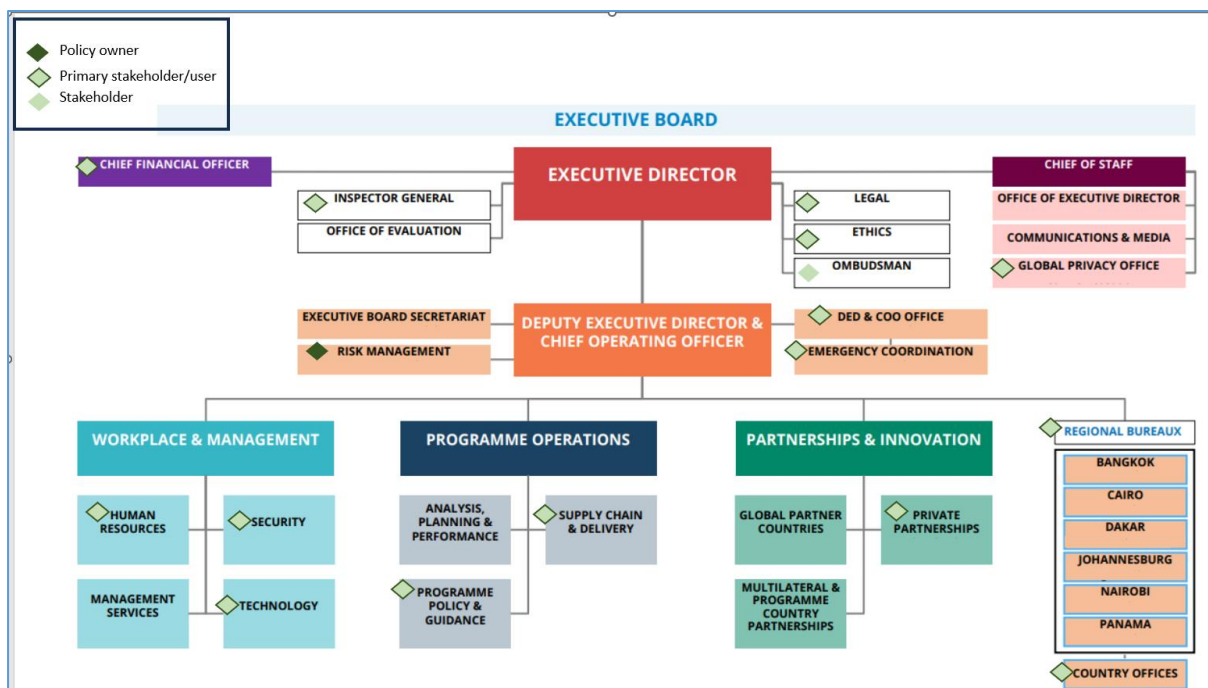 Policy owner
Primary stakeholder/user
Stakeholder
EXECUTIVE BOARD
CHIEF FINANCIAL OFFICER
EXECUTIVE DIRECTOR
CHIEF OF STAFF
INSPECTOR GENERAL
OFFICE OF EVALUATION
LEGAL
ETHICS
OMBUDSMAN
OFFICE OF EXECUTIVE DIRECTOR
COMMUNICATIONS & MEDIA
GLOBAL PRIVACY OFFICE
EXECUTIVE BOARD SECRETARIAT
RISK MANAGEMENT
DEPUTY EXECUTIVE DIRECTOR &
CHIEF OPERATING OFFICER
DED & COO OFFICE
EMERGENCY COORDINATION
WORKPLACE & MANAGEMENT
HUMAN
RESOURCES
SECURITY
MANAGEMENT
SERVICES
TECHNOLOGY
PROGRAMME OPERATIONS
ANALYSIS,
PLANNING &
PERFORMANCE
SUPPLY CHAIN
& DELIVERY
PROGRAMME
POLICY &
GUIDANCE
PARTNERSHIPS & INNOVATION
GLOBAL PARTNER
COUNTRIES
PRIVATE
PARTNERSHIPS
MULTILATERAL &
PROGRAMME
COUNTRY
PARTNERSHIPS
REGIONAL BUREAUX
BANGKOK
CAIRO
DAKAR
JOHANNESBURG
NAIROBI
PANAMA
COUNTRY OFFICES